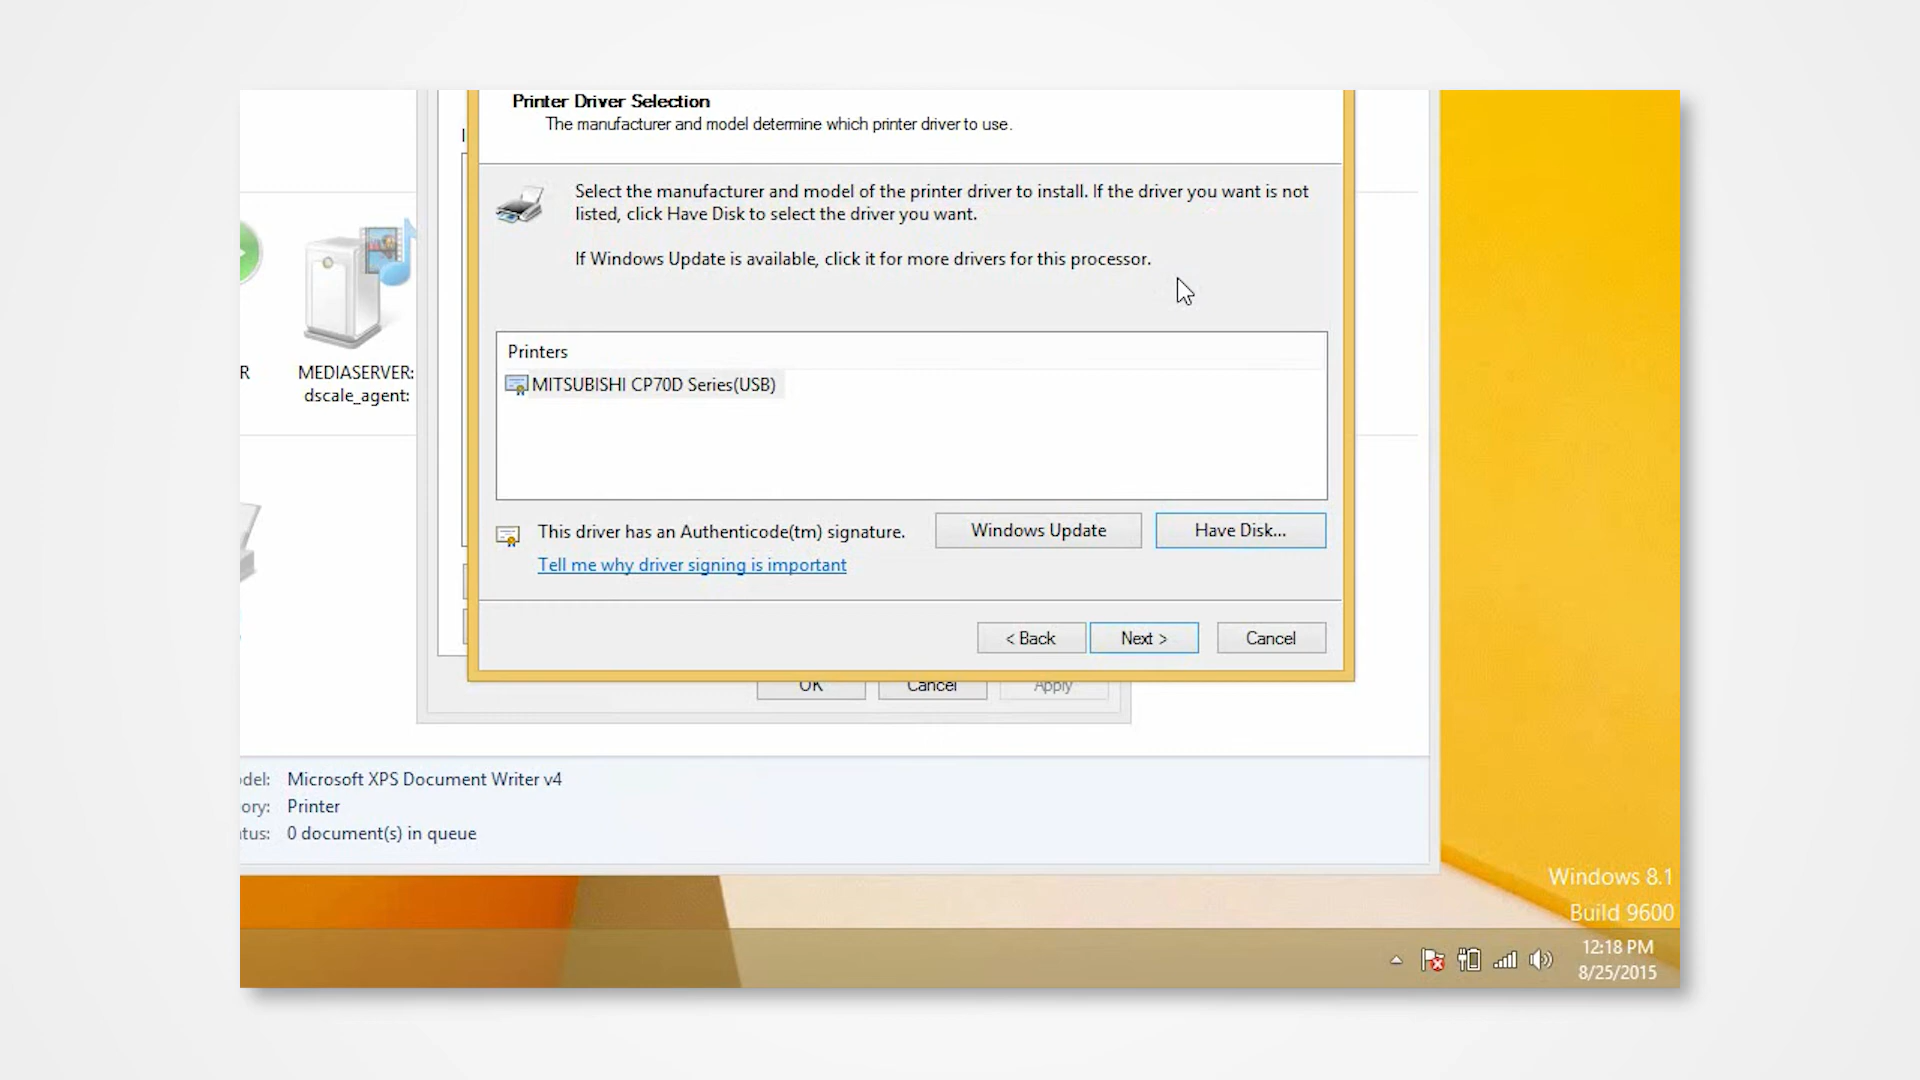 Printer Driver Selection
The manufacturer and model determine which printer driver to use.
Select the manufacturer and model of the printer driver to install. If the driver you want is not
listed, click Have Disk to select the driver you want.
If Windows Update is available, click it for more drivers for this processor.
Printers
MITSUBISHI CP70D Series(USB)
R
MEDIASERVER:
dscale_agent:
This driver has an Authenticode(tm) signature.
Windows Update
Have Disk...
Tell me why driver signing is important
< Back
Next >
Cancel
OK
Cancel
Apply
del: Microsoft XPS Document Writer v4
ory: Printer
tus: 0 document(s) in queue
Windows 8.1
Build 9600
12:18 PM
8/25/2015